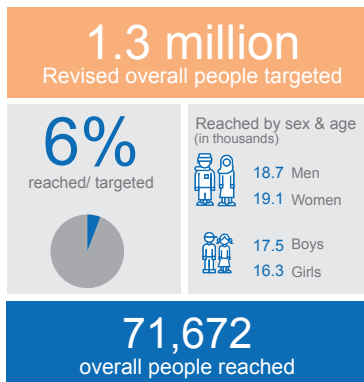 1.3 million
Revised overall people targeted
6%
reached/ targeted
Reached by sex & age
(in thousands)
18.7 Men
19.1 Women
17.5 Boys
16.3 Girls
71,672
overall people reached